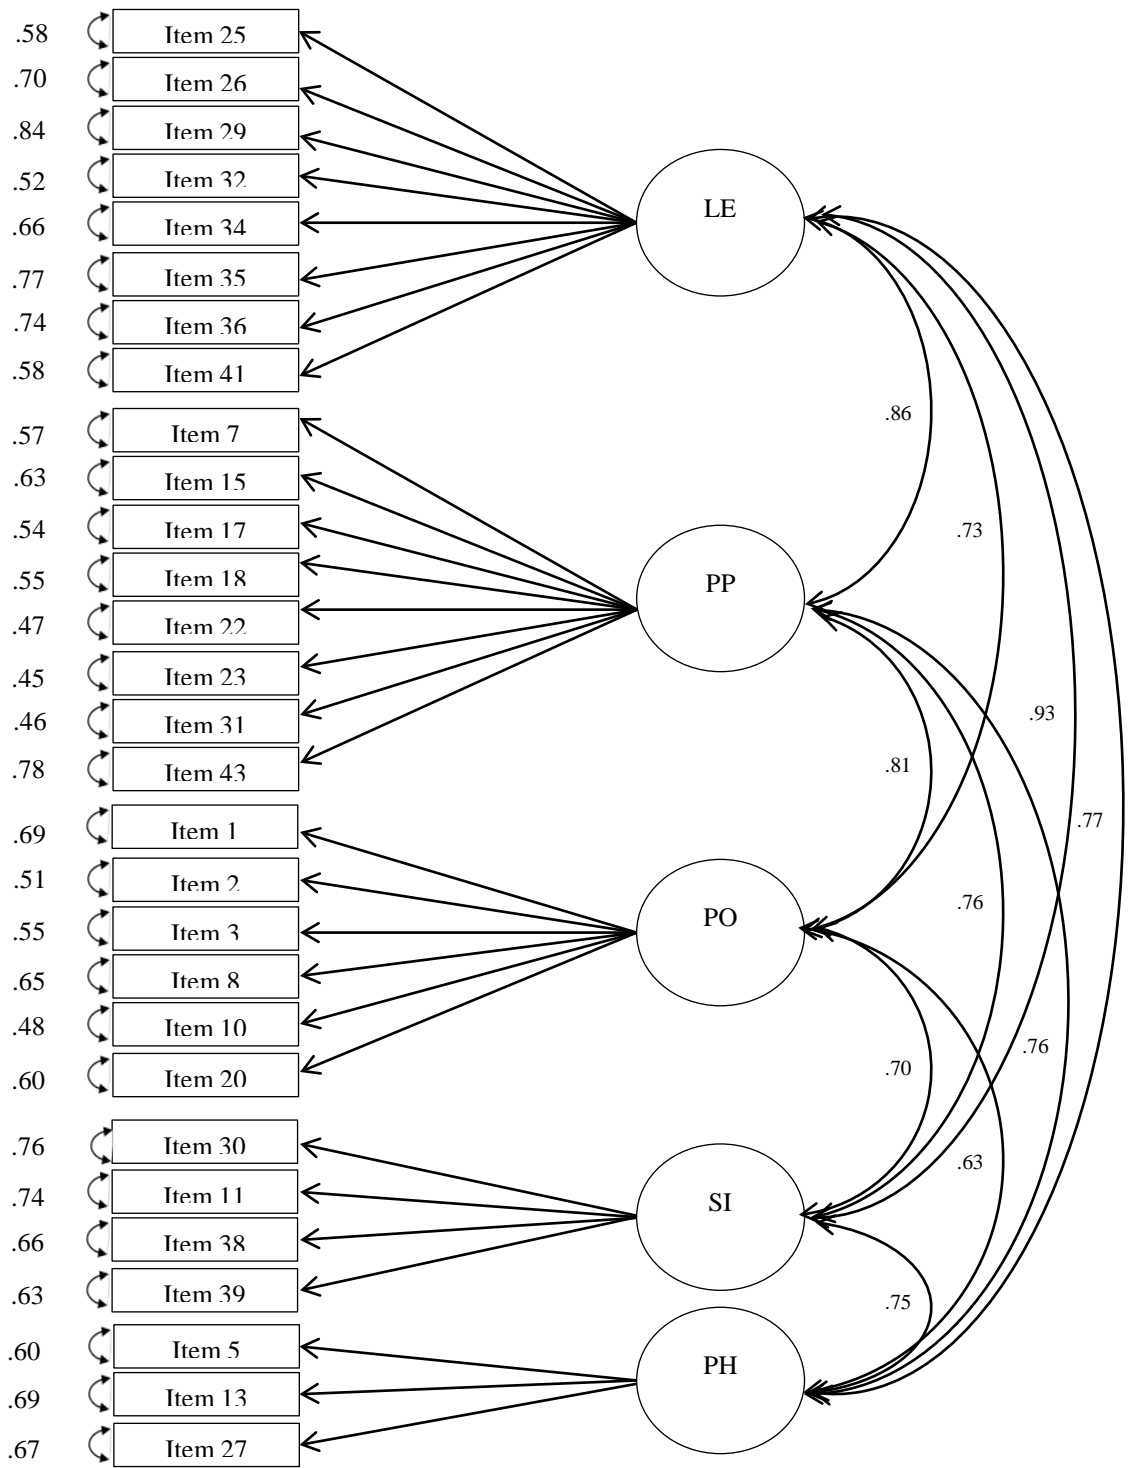 .58 Item 25
.70 Item 26
.84 Item 29
.52 Item 32
LE
.66 Item 34
.77 Item 35
.74 Item 36
.58 Item 41
.86
.57 Item 7
.63 Item 15
.54 Item 17
.73
.55 Item 18
PP
.47 Item 22
.45 Item 23
.46 Item 31
.93
.78 Item 43
.81
.69 Item 1
.77
.51 Item 2
.76
.55 Item 3
PO
.65 Item 8
.48 Item 10
.76
.60 Item 20
.70
.76 Item 30
.63
.74 Item 11
SI
.66 Item 38
.63 Item 39
.75
.60 Item 5
PH
.69 Item 13
.67 Item 27